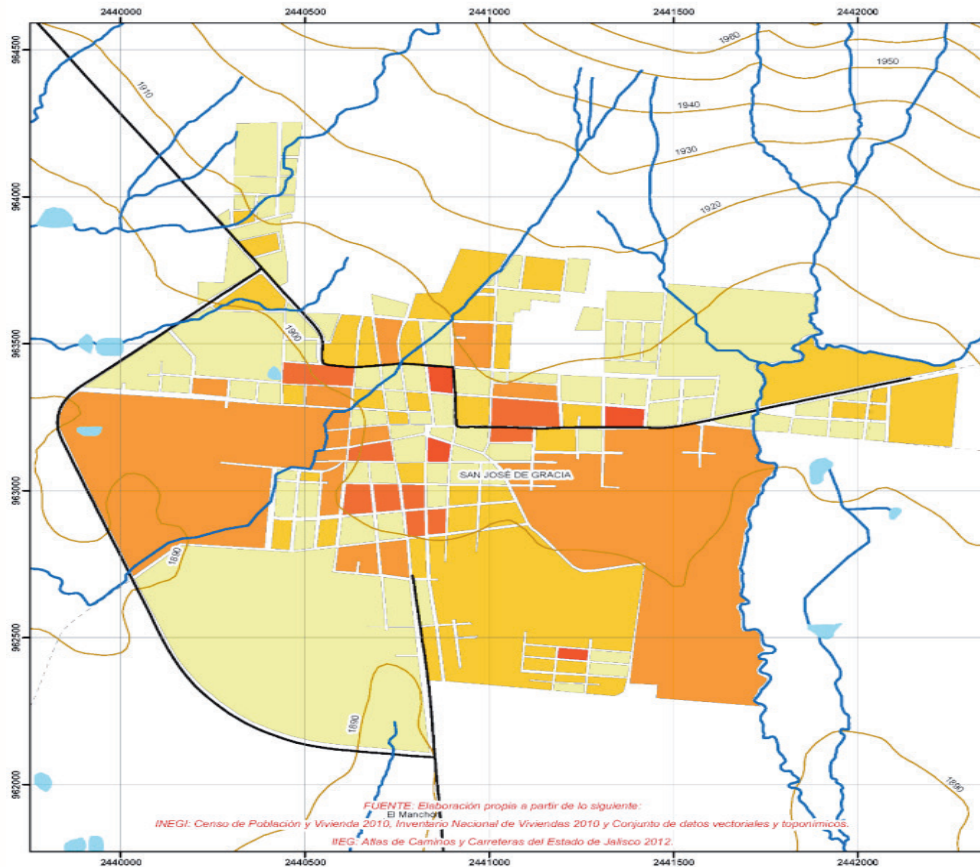 2440000 2440500 2441000 2441500 2442000
964500
1980
1950
1910
1940
1930
964000
1920
963500
1900
SAN JOSÉ DE GRACIA
963000
1890
962500
1890
962000
1890
FUENTE: Elaboración propia a partir de lo siguiente:
El Mancho
INEGI: Censo de Población y Vivienda 2010, Inventario Nacional de Viviendas 2010 y Conjunto de datos vectoriales y toponímicos.
IIEG: Atlas de Caminos y Carreteras del Estado de Jalisco 2012.
2440000 2440500 2441000 2441500 2442000